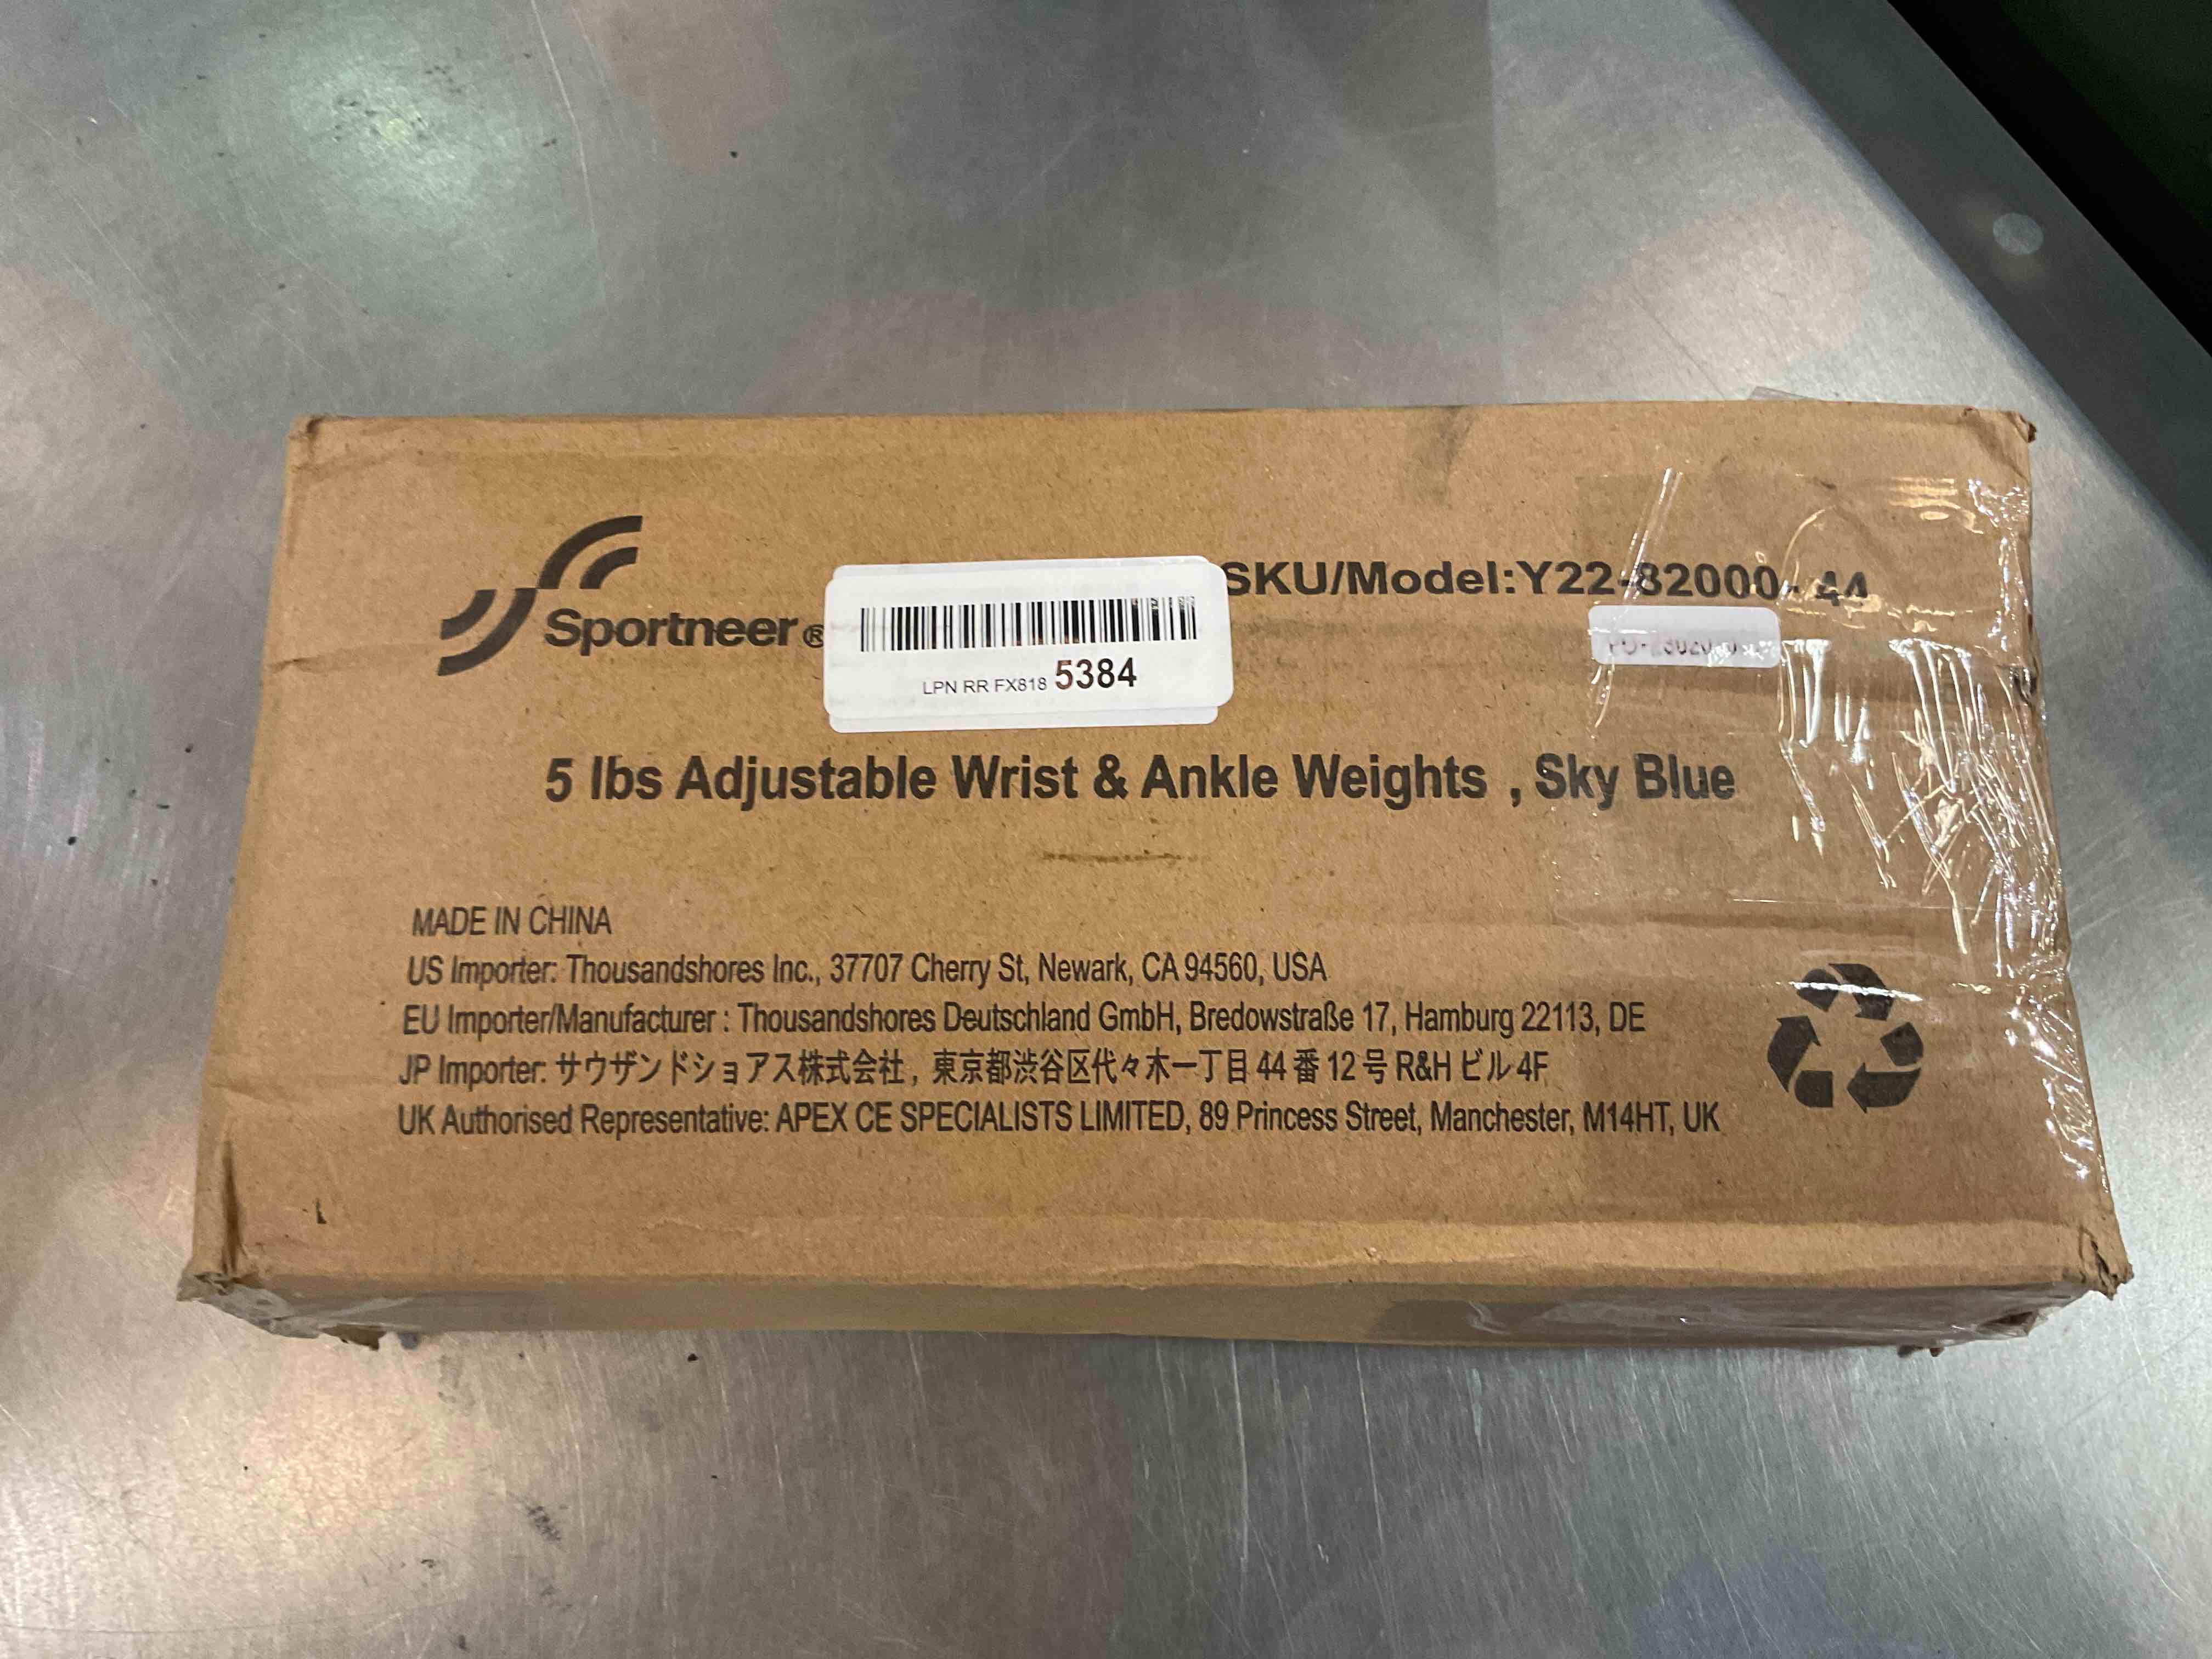 SKU/Model:Y22-82000-44
Sportneer®
LPN RR FX818 5384
5 lbs Adjustable Wrist & Ankle Weights , Sky Blue
MADE IN CHINA
US Importer: Thousandshores Inc., 37707 Cherry St, Newark, CA 94560, USA
EU Importer/Manufacturer : Thousandshores Deutschland GmbH, Bredowstraße 17, Hamburg 22113, DE
JP Importer: サウザンドショアス株式会社, 東京都渋谷区代々木一丁目 44 番 12 号 R&H ビル 4F
UK Authorised Representative: APEX CE SPECIALISTS LIMITED, 89 Princess Street, Manchester, M14HT, UK